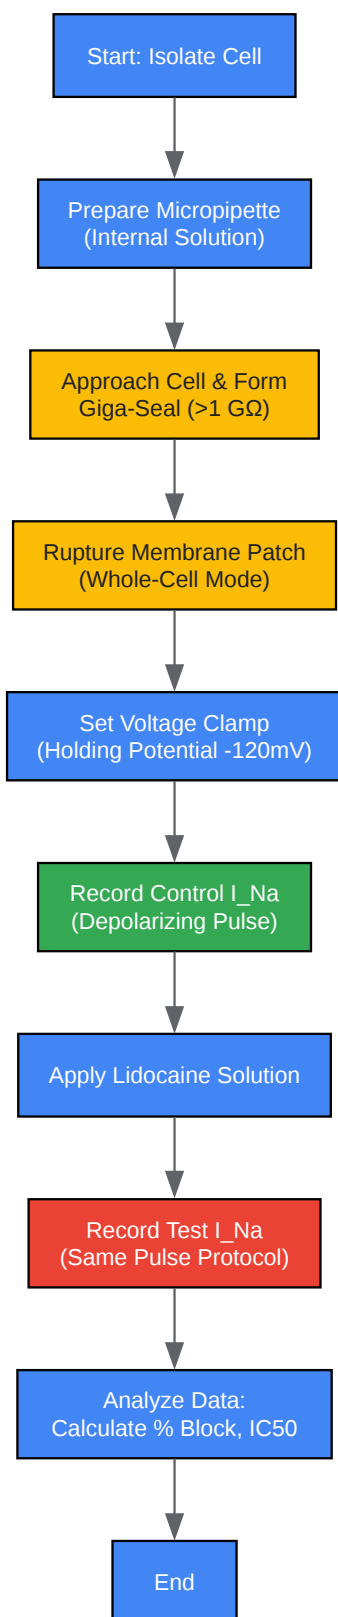 Start: Isolate Cell
Prepare Micropipette
(Internal Solution)
Approach Cell & Form
Giga-Seal (>1 GΩ)
Rupture Membrane Patch
(Whole-Cell Mode)
Set Voltage Clamp
(Holding Potential -120mV)
Record Control I_Na
(Depolarizing Pulse)
Apply Lidocaine Solution
Record Test I_Na
(Same Pulse Protocol)
Analyze Data:
Calculate % Block, IC50
End